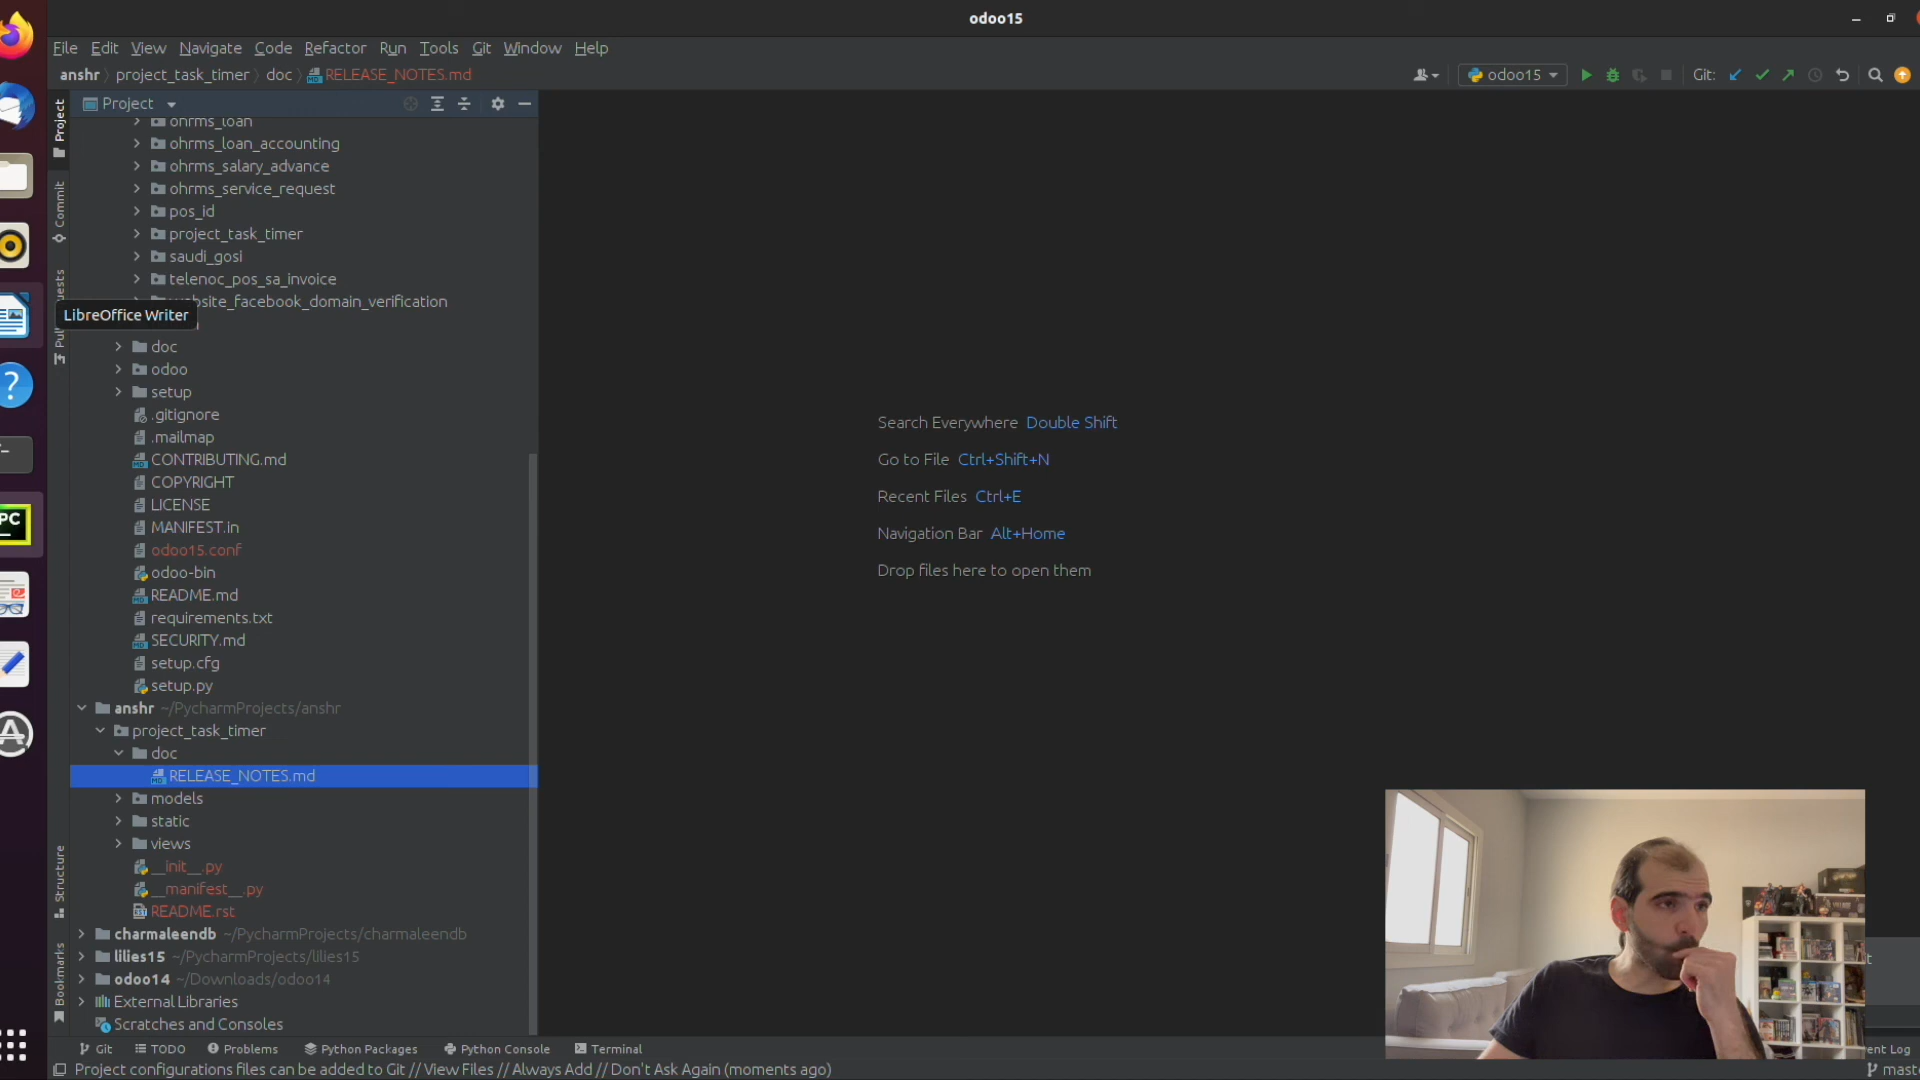 odoo15
File Edit View Navigate Code Refactor Run Tools Git Window Help
anshr project_task_timer doc RELEASE_NOTES.md
odoo15 Git:
Project
Project
ohrms_loan
ohrms_loan_accounting
ohrms_salary_advance
Commit
ohrms_service_request
pos_id
project_task_timer
saudi_gosi
telenoc_pos_sa_invoice
website_facebook_domain_verification
LibreOffice Writer
doc
odoo
setup
.gitignore
.mailmap
CONTRIBUTING.md
COPYRIGHT
LICENSE
MANIFEST.in
odoo15.conf
odoo-bin
README.md
requirements.txt
SECURITY.md
setup.cfg
setup.py
anshr ~/PycharmProjects/anshr
project_task_timer
doc
RELEASE_NOTES.md
models
static
views
__init__.py
__manifest__.py
README.rst
charmaleendb ~/PycharmProjects/charmaleendb
lilies15 ~/PycharmProjects/lilies15
odoo14 ~/Downloads/odoo14
External Libraries
Scratches and Consoles
Structure
Bookmarks
Search Everywhere Double Shift
Go to File Ctrl+Shift+N
Recent Files Ctrl+E
Navigation Bar Alt+Home
Drop files here to open them
PC
Git TODO Problems Python Packages Python Console Terminal
ent Log
Project configurations files can be added to Git // View Files // Always Add // Don't Ask Again (moments ago)
mast